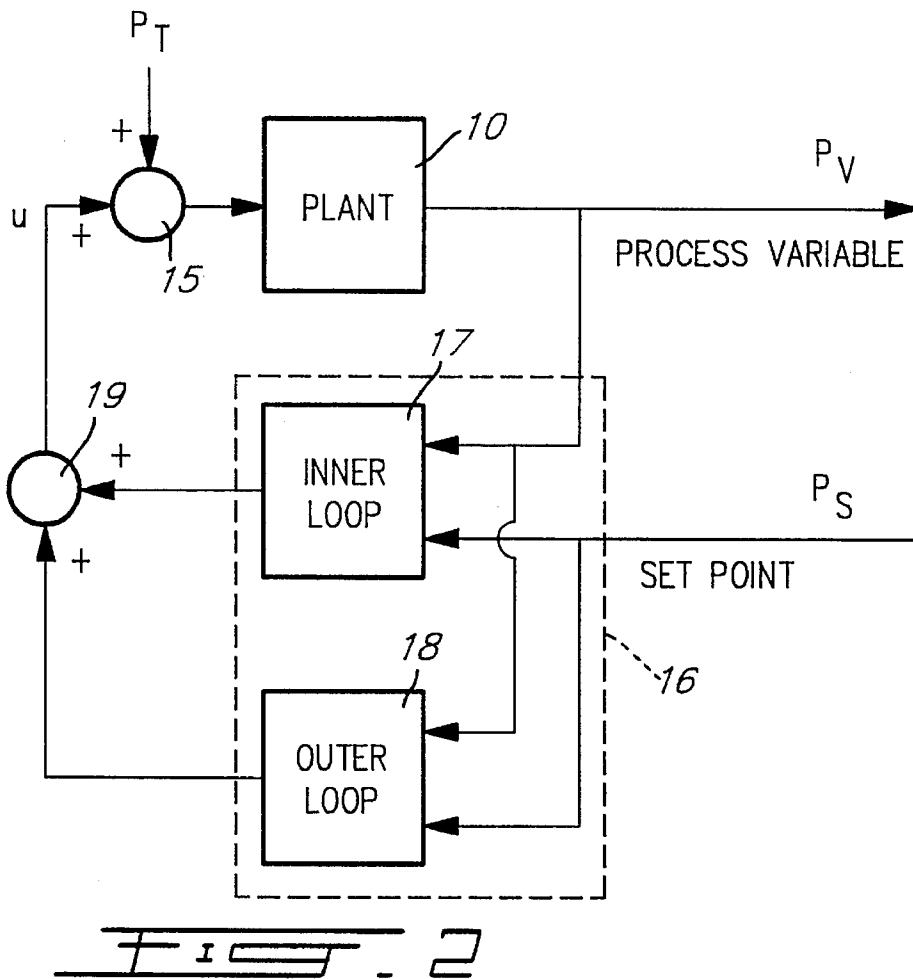 P_T
+
10
P_V
PLANT
u
+
15
PROCESS VARIABLE
17
19
+
INNER
LOOP
P_S
+
SET POINT
18
16
OUTER
LOOP
FIG. 2